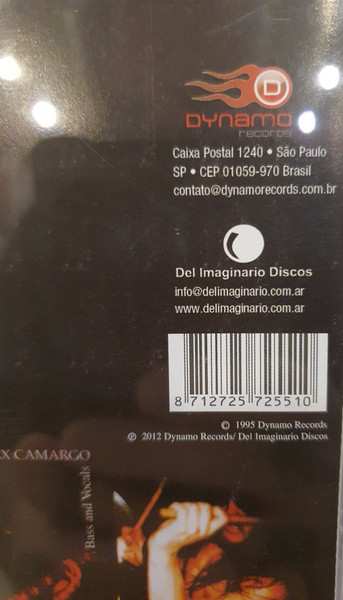 DYNAMO
records
Caixa Postal 1240 • São Paulo
SP • CEP 01059-970 Brasil
contato@dynamorecords.com.br
Del Imaginario Discos
info@delimaginario.com.ar
www.delimaginario.com.ar
8 712725 725510
© 1995 Dynamo Records
℗ 2012 Dynamo Records/ Del Imaginario Discos
X CAMARGO
Bass and Vocals